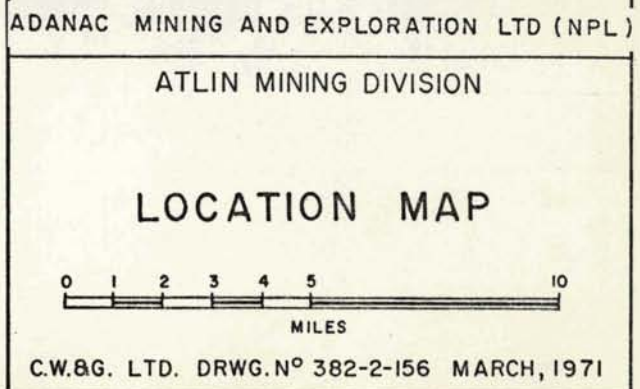 ADANAC MINING AND EXPLORATION LTD (NPL)
ATLIN MINING DIVISION
LOCATION MAP
0 1 2 3 4 5 10
MILES
C.W.&G. LTD. DRWG. Nº 382-2-156 MARCH, 1971